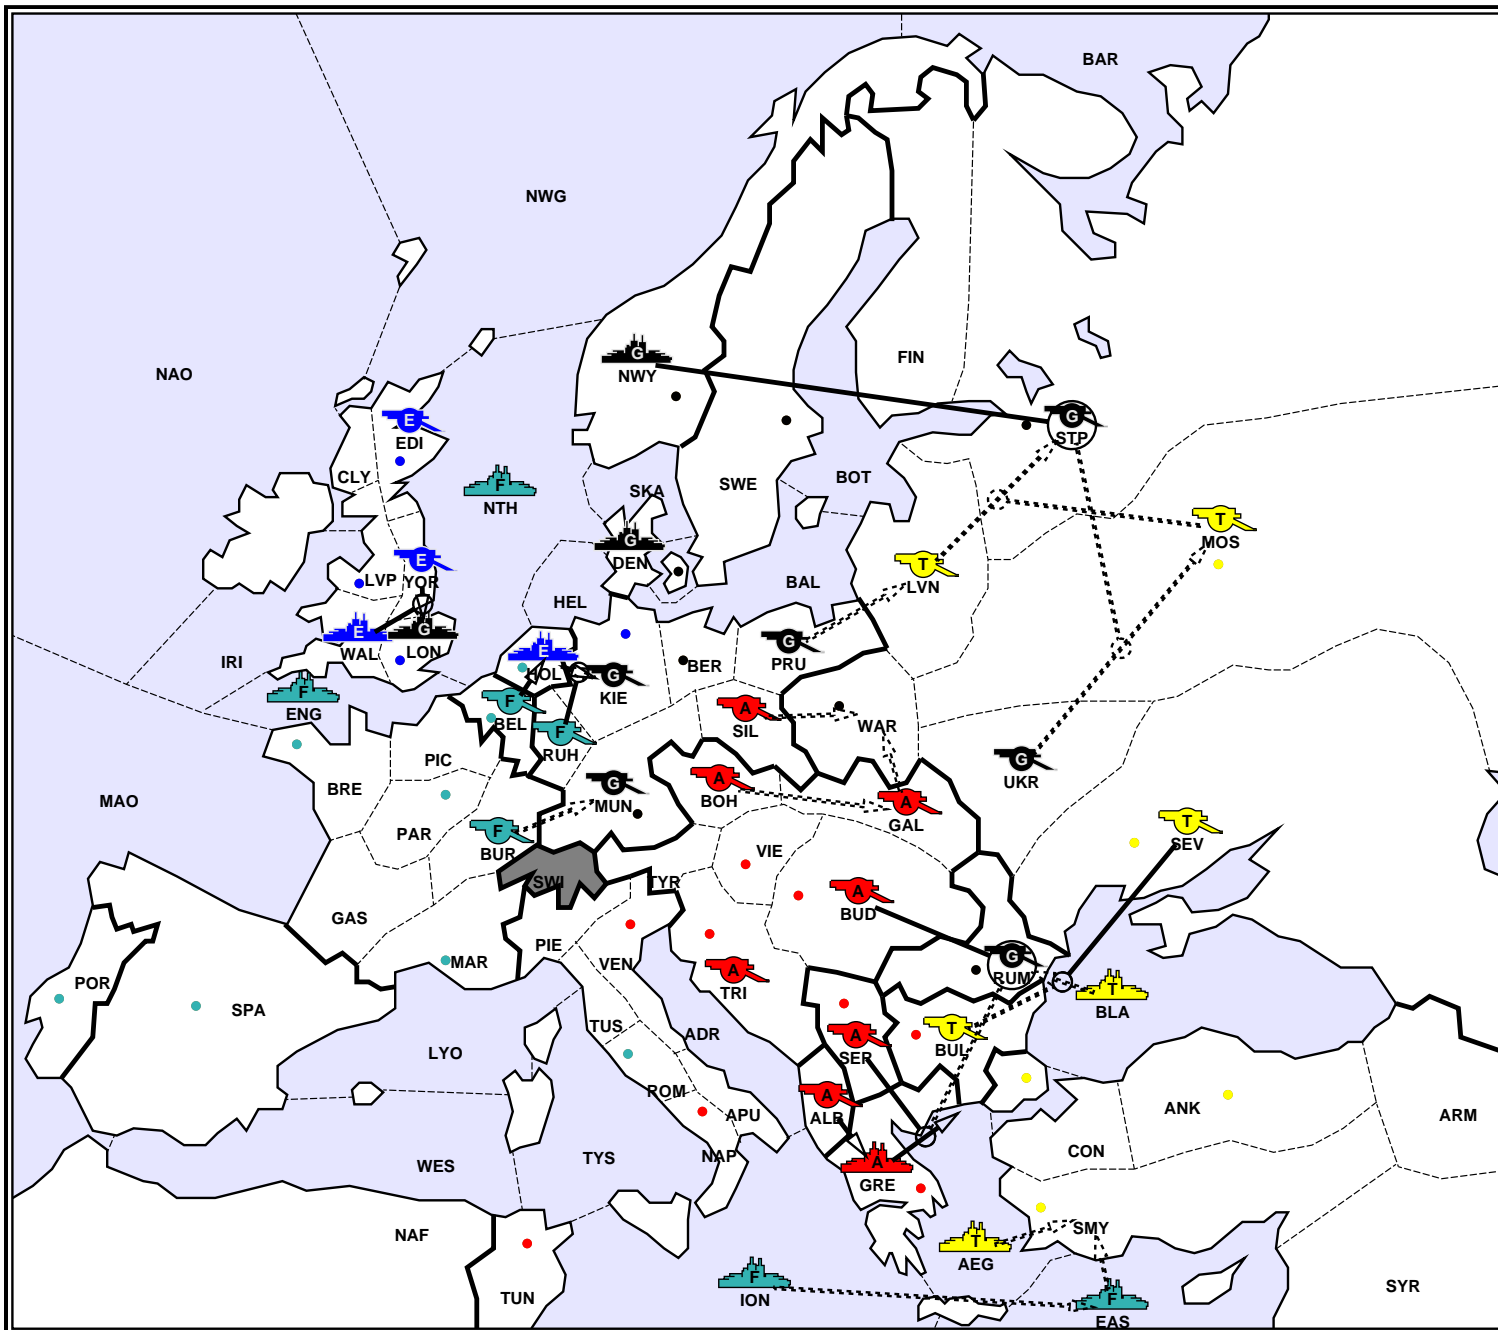 BAR
NWG
G
NWY
FIN
NAO
G
STP
E
EDI
CLY
F
NTH
SKA
SWE
BOT
T
MOS
G
DEN
T
LVN
E
LVP
YOR
HEL
BAL
E
WAL
G
LON
E
HOL
G
KIE
BER
G
PRU
IRI
F
ENG
F
BEL
F
RUH
A
SIL
WAR
PIC
G
UKR
BRE
G
MUN
A
BOH
A
GAL
MAO
PAR
F
BUR
T
SEV
VIE
SWI
TYR
A
BUD
GAS
PIE
VEN
MAR
A
TRI
G
RUM
T
BLA
POR
SPA
TUS
ADR
A
SER
T
BUL
LYO
ROM
APU
A
ALB
ANK
ARM
CON
WES
TYS
NAP
A
GRE
NAF
SMY
T
AEG
F
ION
SYR
TUN
F
EAS